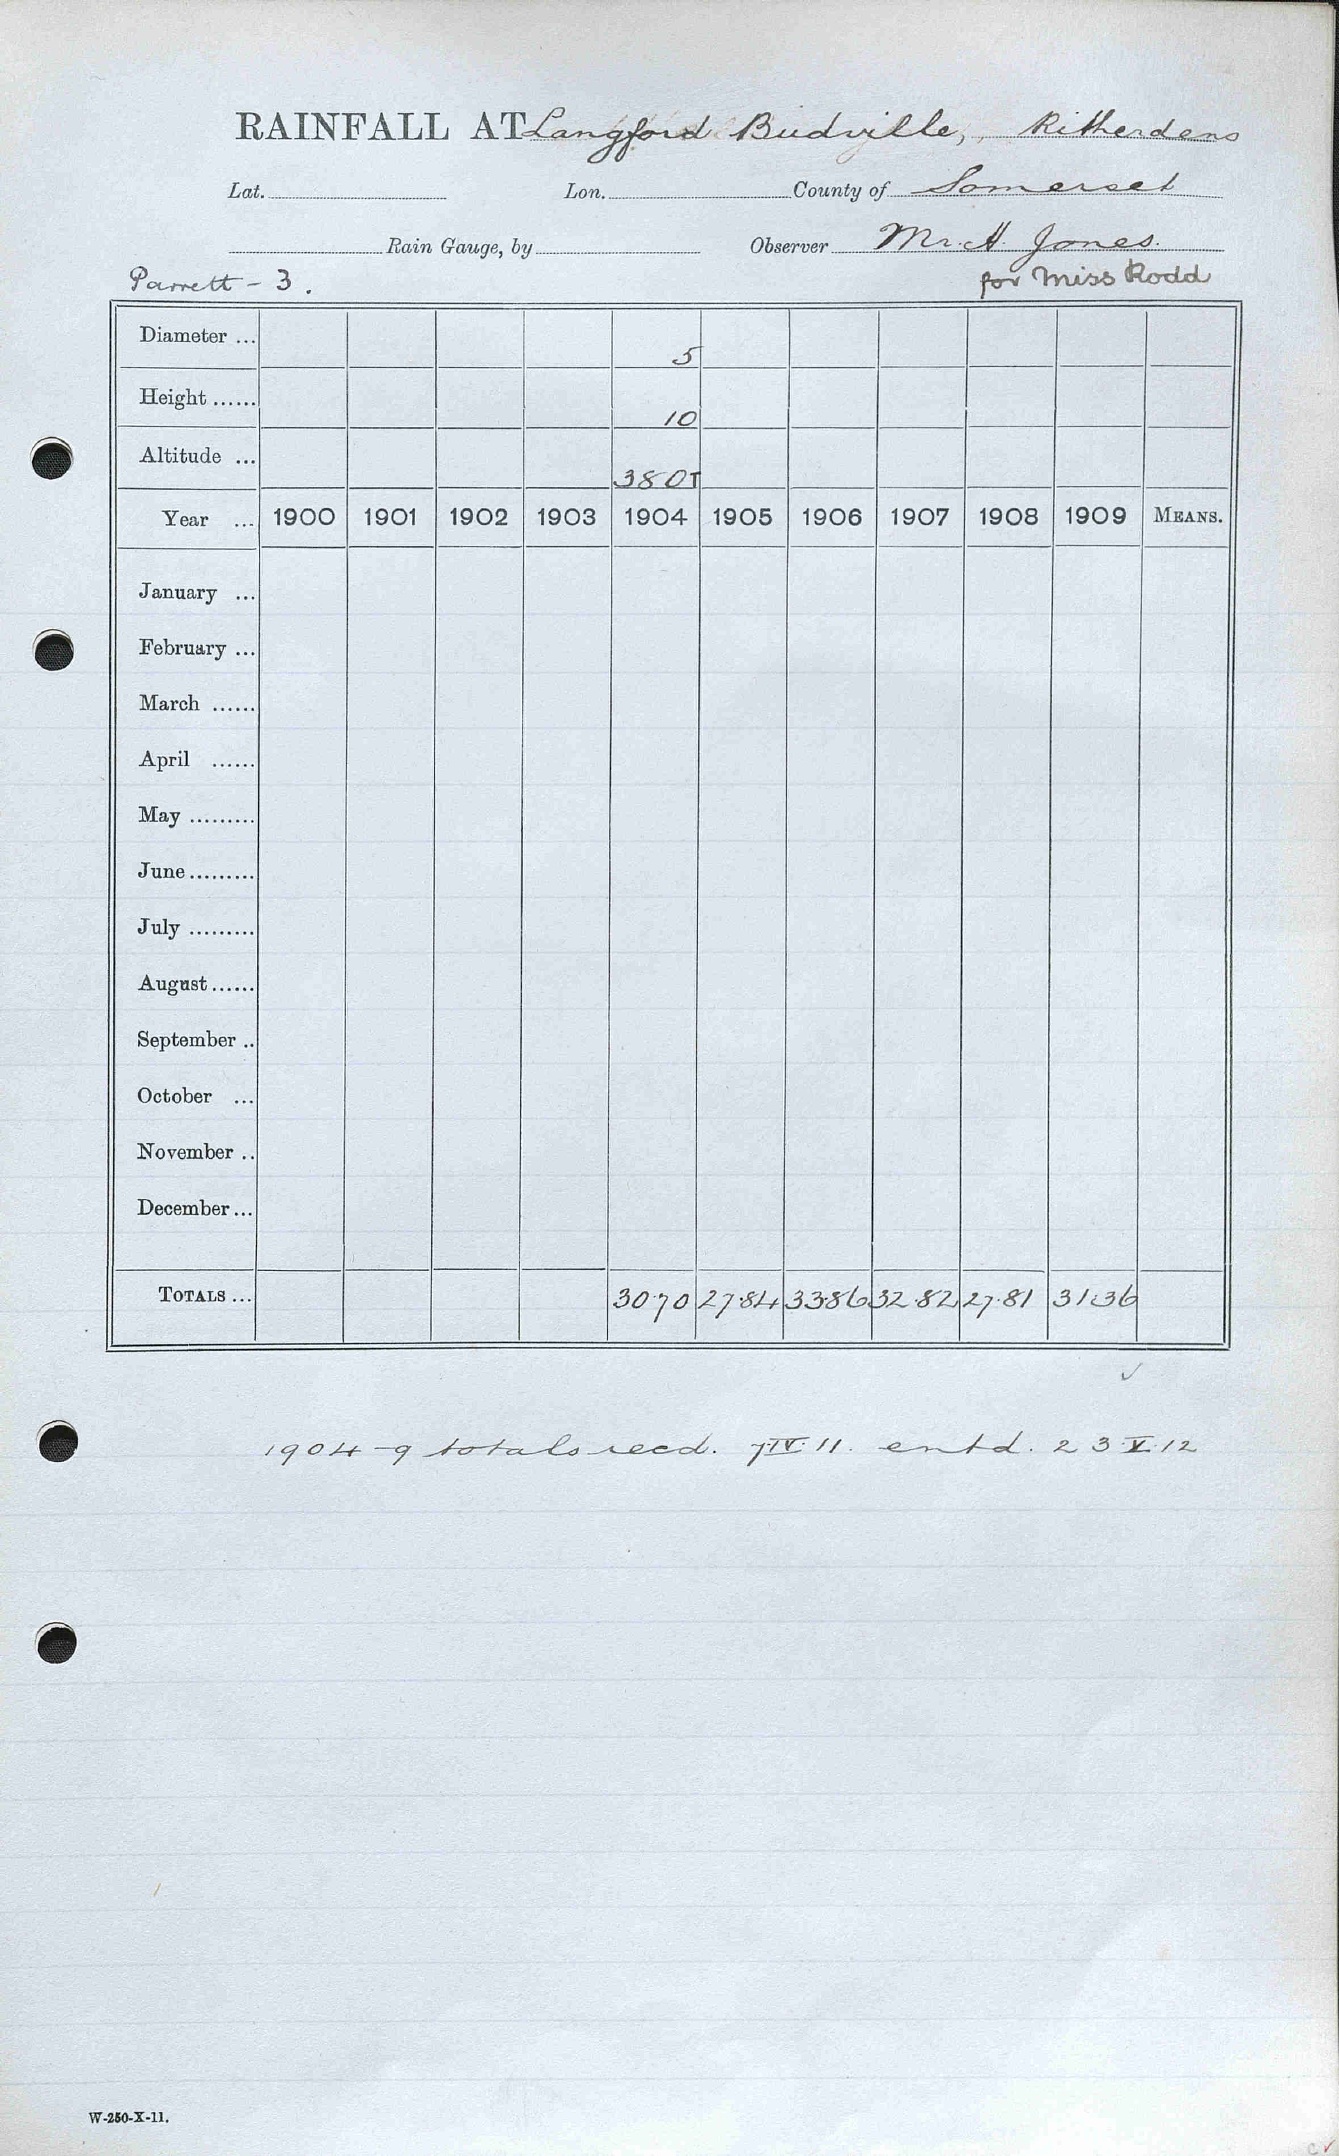 RAINFALL AT Langford Budville, Ritherdens
Lat. Lon. County of Somerset
Rain Gauge, by Observer Mr. H. Jones.
Parrett - 3. for Miss Rodd
Diameter ... 5
Height ...... 10
Altitude ... 380T
Year ... 1900 1901 1902 1903 1904 1905 1906 1907 1908 1909 MEANS.
January ...
February ...
March ......
April ......
May .........
June .........
July .........
August ......
September ..
October ...
November ..
December ...
TOTALS ... 30.70 27.84 33.86 32.82 27.81 31.36
1904-9 totals recd. 7.IV.11. entd. 23.V.12
W-250-X-11.